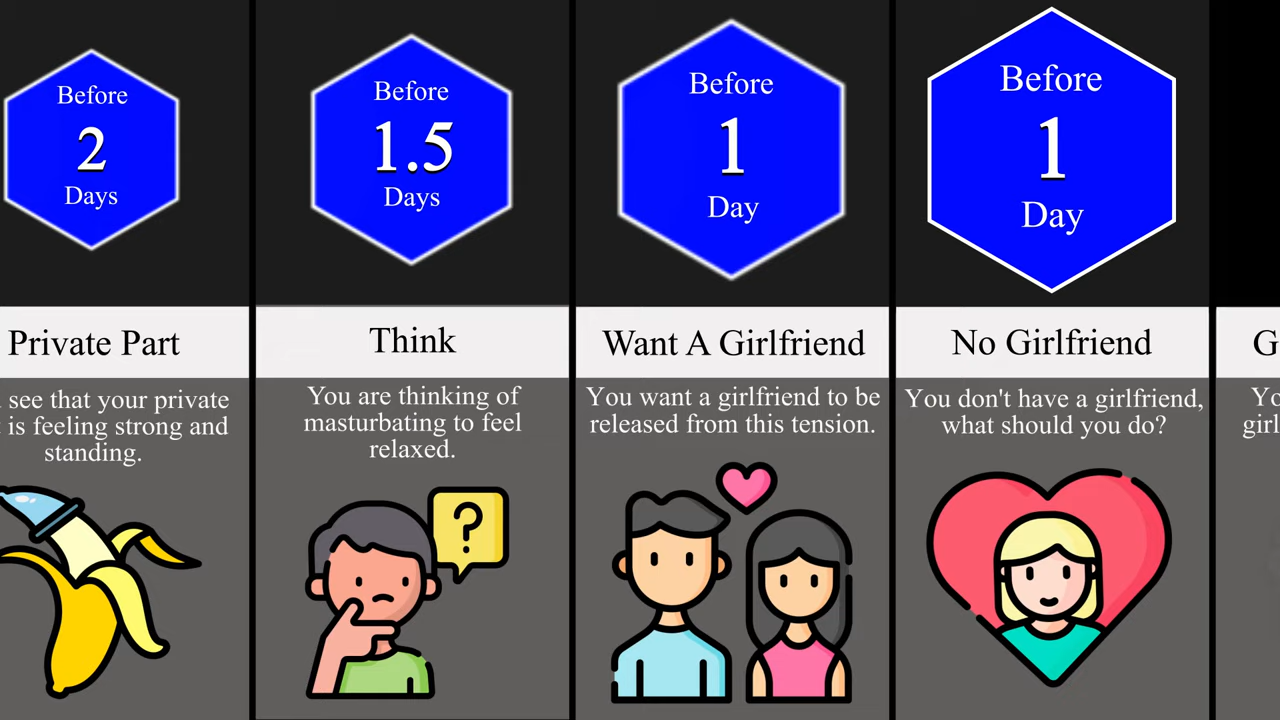 Before
2
Days
Private Part
see that your private
is feeling strong and
standing.
Before
1.5
Days
Think
You are thinking of
masturbating to feel
relaxed.
?
Before
1
Day
Want A Girlfriend
You want a girlfriend to be
released from this tension.
Before
1
Day
No Girlfriend
You don't have a girlfriend,
what should you do?
G
Yo
girl